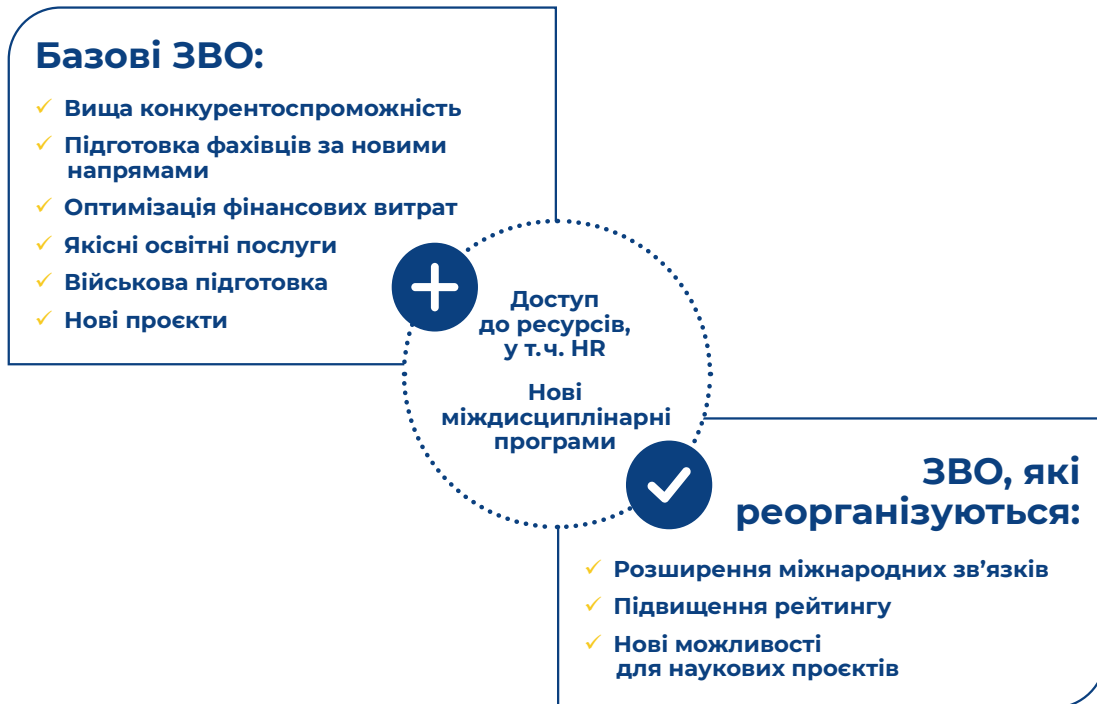 Базові ЗВО:
Вища конкурентоспроможність
Підготовка фахівців за новими
напрямами
Оптимізація фінансових витрат
Якісні освітні послуги
Військова підготовка
Нові проєкти
Доступ
до ресурсів,
у т.ч. HR
Нові
міждисциплінарні
програми
ЗВО, які
реорганізуються:
Розширення міжнародних зв’язків
Підвищення рейтингу
Нові можливості
для наукових проєктів